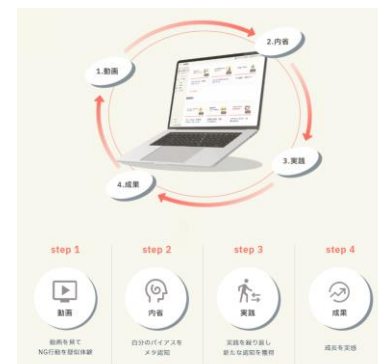 1.動画
2.内省
3.実践
4.成果
step 1
step 2
step 3
step 4
動画
内省
実践
成果
動画を見て
NG行動を疑似体験
自分のバイアスを
メタ認知
実践を繰り返し
新たな認知を獲得
成長を実感